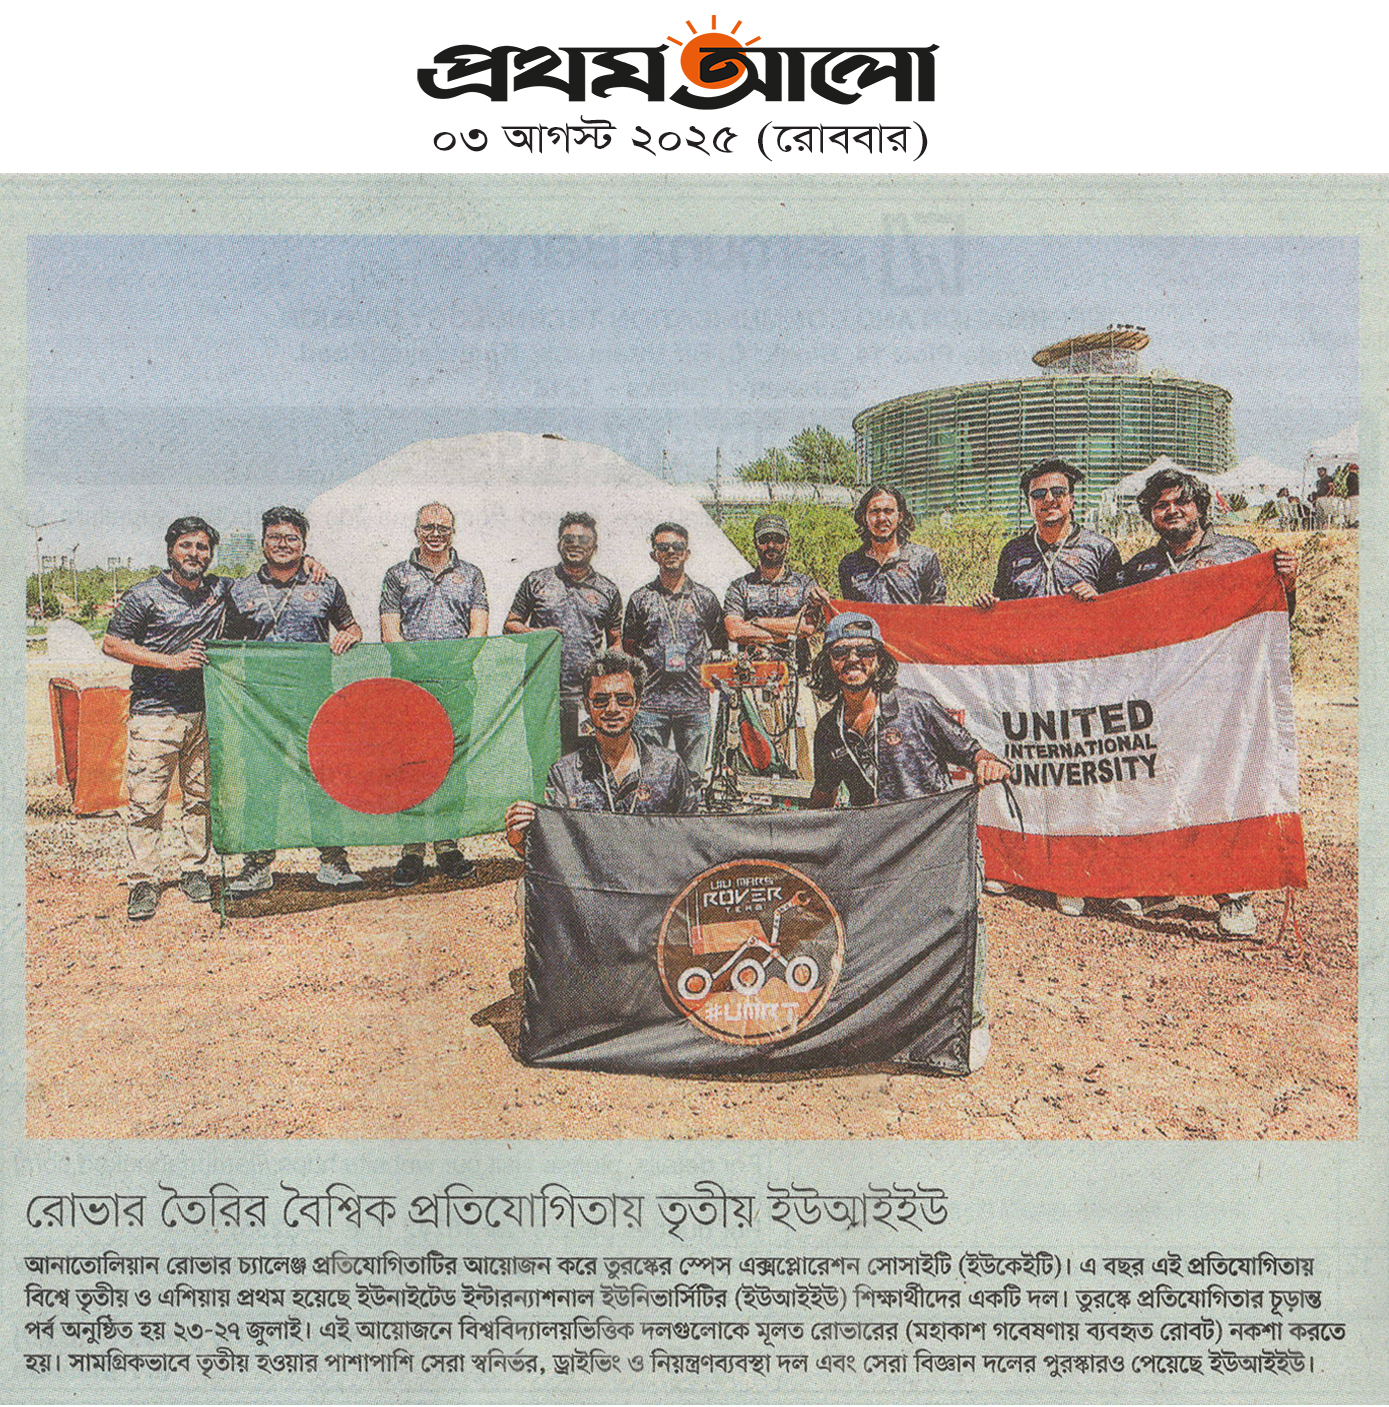 প্রথম আলো
০৩ আগস্ট ২০২৫ (রোববার)
UNITED
INTERNATIONAL
UNIVERSITY
UIU MARS
ROVER
TEAM
#UMRT
রোভার তৈরির বৈশ্বিক প্রতিযোগিতায় তৃতীয় ইউআইইউ
আনাতোলিয়ান রোভার চ্যালেঞ্জ প্রতিযোগিতাটির আয়োজন করে তুরস্কের স্পেস এক্সপ্লোরেশন সোসাইটি (ইউকেইটি)। এ বছর এই প্রতিযোগিতায়
বিশ্বে তৃতীয় ও এশিয়ায় প্রথম হয়েছে ইউনাইটেড ইন্টারন্যাশনাল ইউনিভার্সিটির (ইউআইইউ) শিক্ষার্থীদের একটি দল। তুরস্কে প্রতিযোগিতার চূড়ান্ত
পর্ব অনুষ্ঠিত হয় ২৩-২৭ জুলাই। এই আয়োজনে বিশ্ববিদ্যালয়ভিত্তিক দলগুলোকে মূলত রোভারের (মহাকাশ গবেষণায় ব্যবহৃত রোবট) নকশা করতে
হয়। সামগ্রিকভাবে তৃতীয় হওয়ার পাশাপাশি সেরা স্বনির্ভর, ড্রাইভিং ও নিয়ন্ত্রণব্যবস্থা দল এবং সেরা বিজ্ঞান দলের পুরস্কারও পেয়েছে ইউআইইউ।